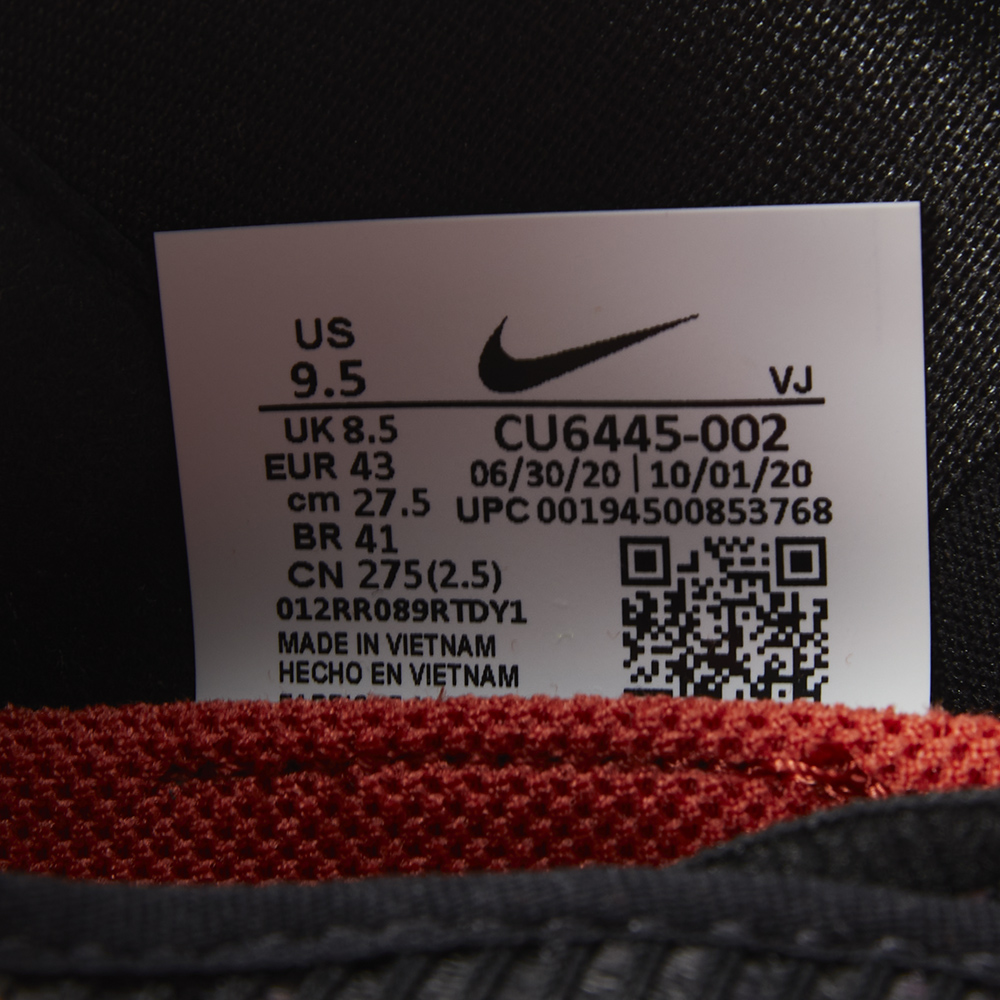 US
9.5
VJ
UK 8.5
EUR 43
cm 27.5
BR 41
CN 275(2.5)
012RR089RTDY1
MADE IN VIETNAM
HECHO EN VIETNAM
CU6445-002
06/30/20 | 10/01/20
UPC 00194500853768